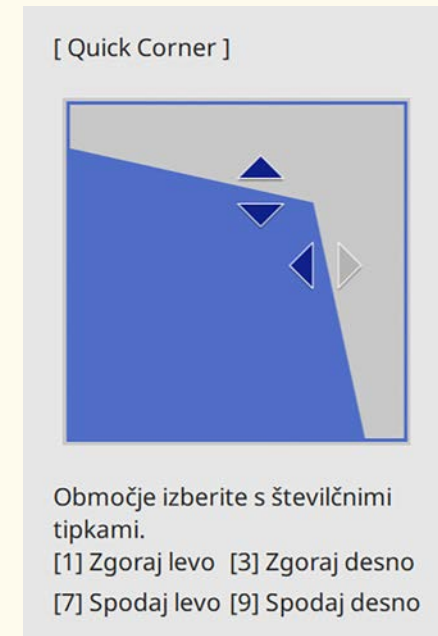 [ Quick Corner ]
Območje izberite s številčnimi
tipkami.
[1] Zgoraj levo [3] Zgoraj desno
[7] Spodaj levo [9] Spodaj desno